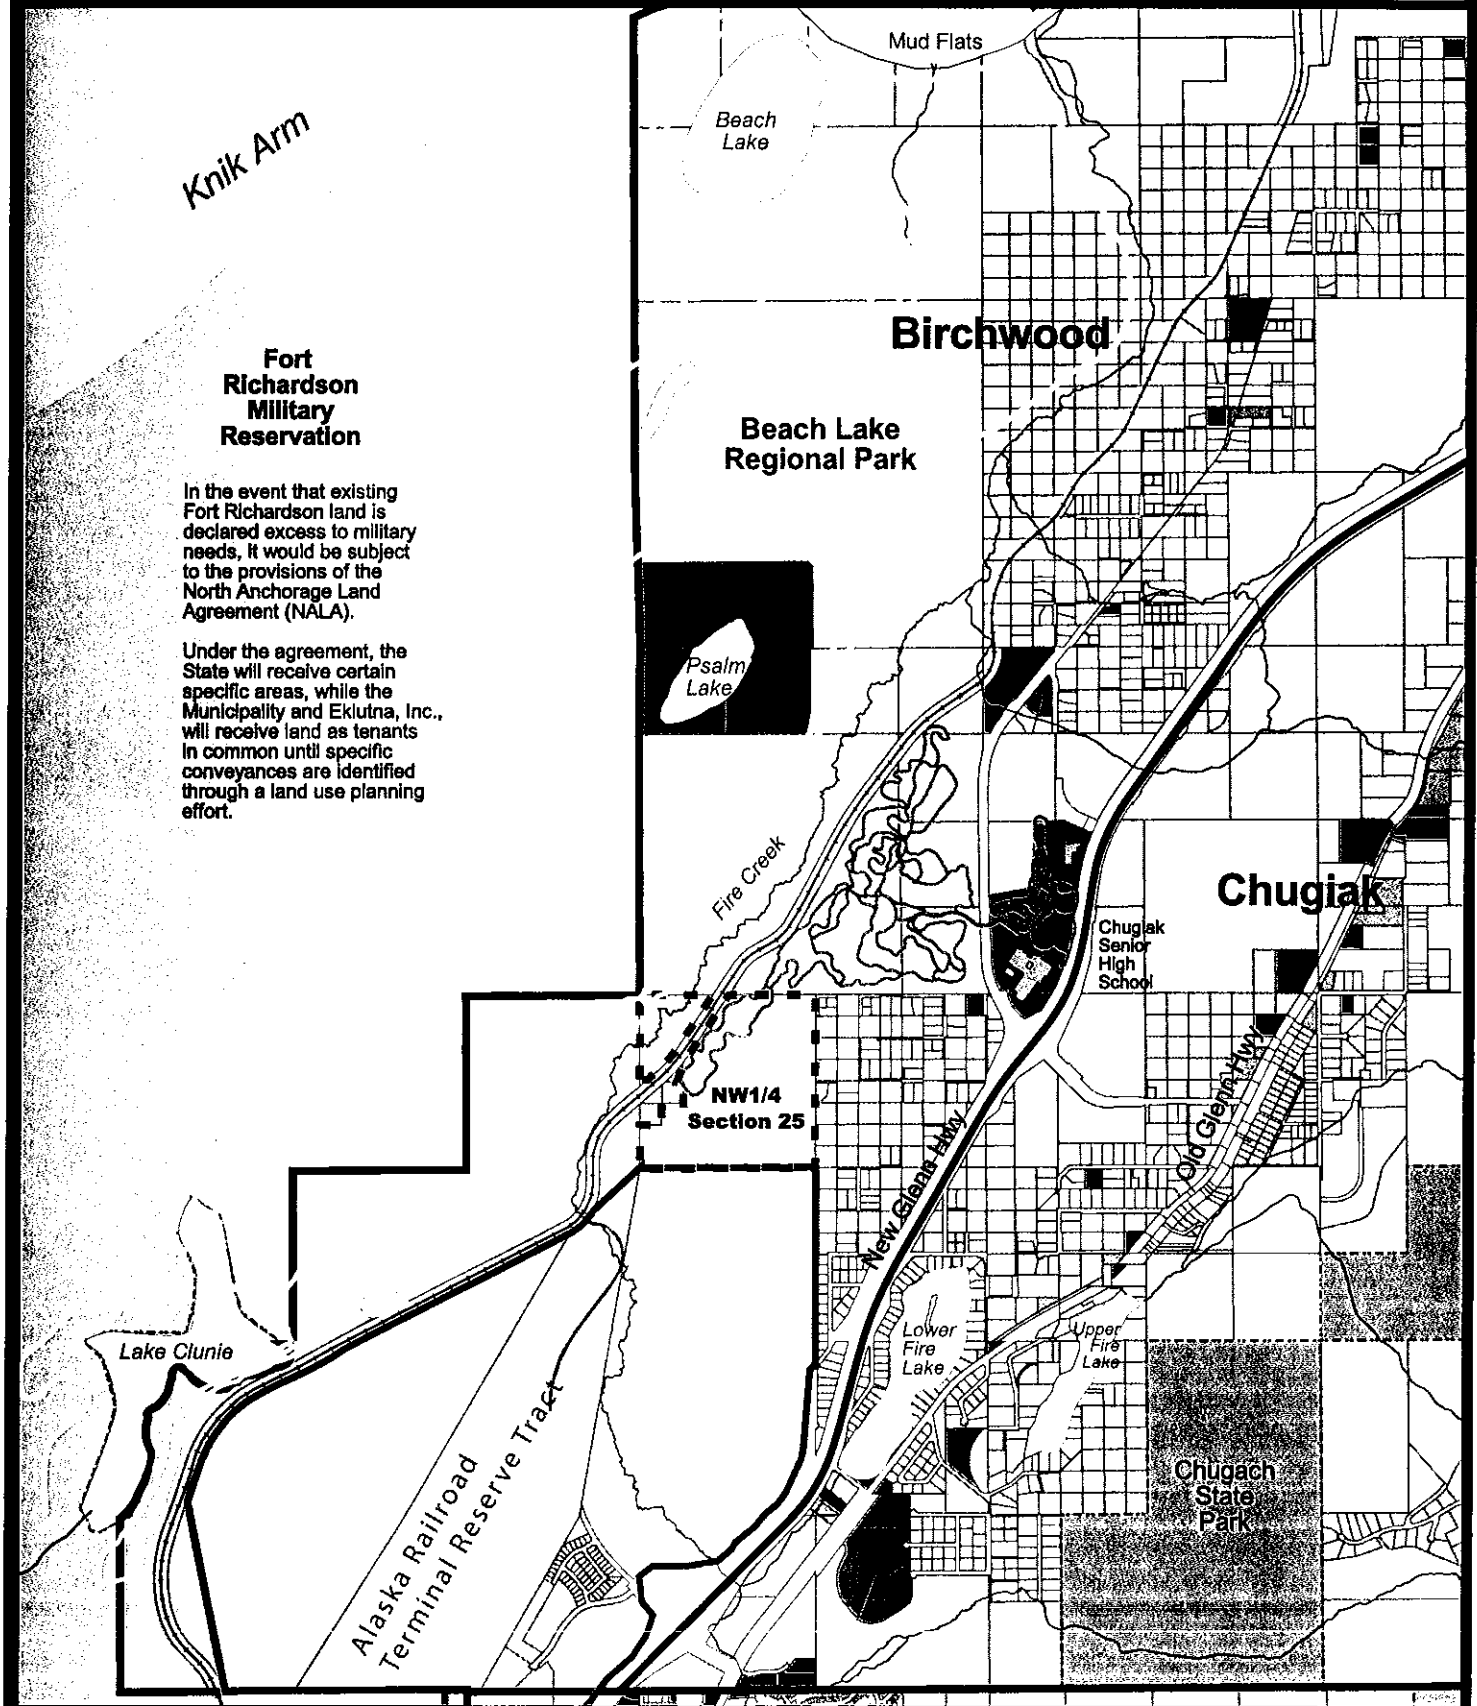 Mud Flats
Knik Arm
Beach
Lake
Birchwood
Fort
Richardson
Military
Reservation
Beach Lake
Regional Park
In the event that existing
Fort Richardson land is
declared excess to military
needs, it would be subject
to the provisions of the
North Anchorage Land
Agreement (NALA).
Under the agreement, the
State will receive certain
specific areas, while the
Municipality and Eklutna, Inc.,
will receive land as tenants
in common until specific
conveyances are identified
through a land use planning
effort.
Psalm
Lake
Fire Creek
Chugiak
Chugiak
Senior
High
School
NW1/4
Section 25
New Glenn Hwy
Old Glenn Hwy
Lake Clunie
Lower
Fire
Lake
Upper
Fire
Lake
Alaska Railroad
Terminal Reserve Tract
Chugach
State
Park